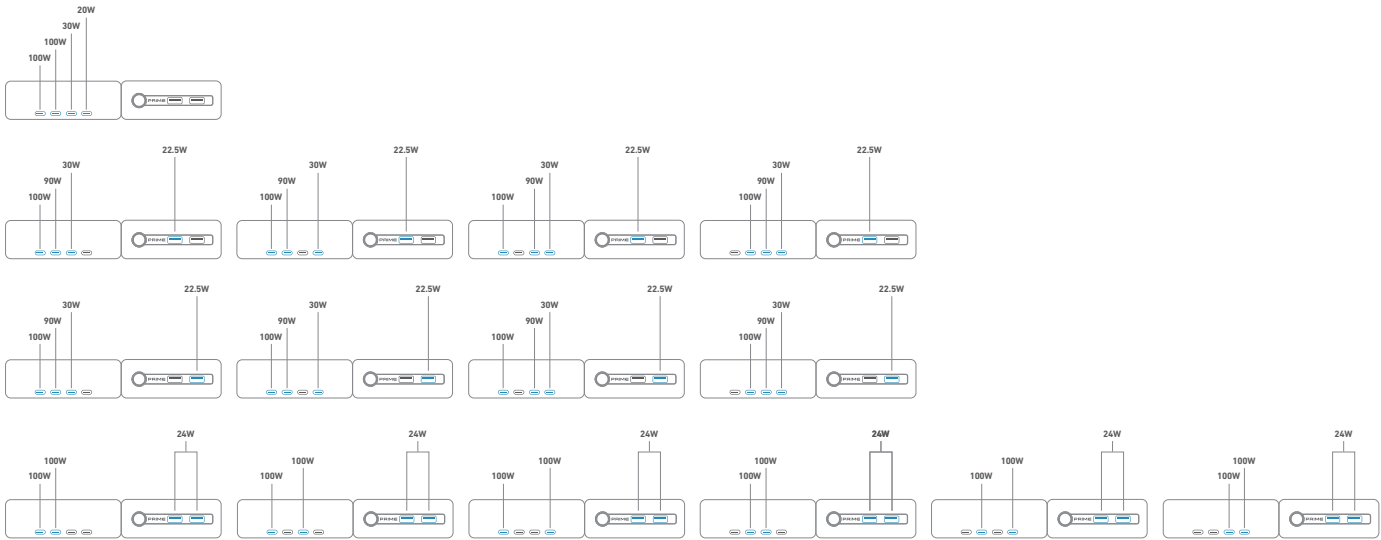 20W
30W
100W
100W
PRIME
22.5W 22.5W 22.5W 22.5W
30W 30W 30W 30W
90W 90W 90W 90W
100W 100W 100W 100W
PRIME PRIME PRIME PRIME
22.5W 22.5W 22.5W 22.5W
30W 30W 30W 30W
90W 90W 90W 90W
100W 100W 100W 100W
PRIME PRIME PRIME PRIME
24W 24W 24W 24W 24W 24W
100W 100W 100W 100W 100W 100W
100W 100W 100W 100W 100W 100W
PRIME PRIME PRIME PRIME PRIME PRIME